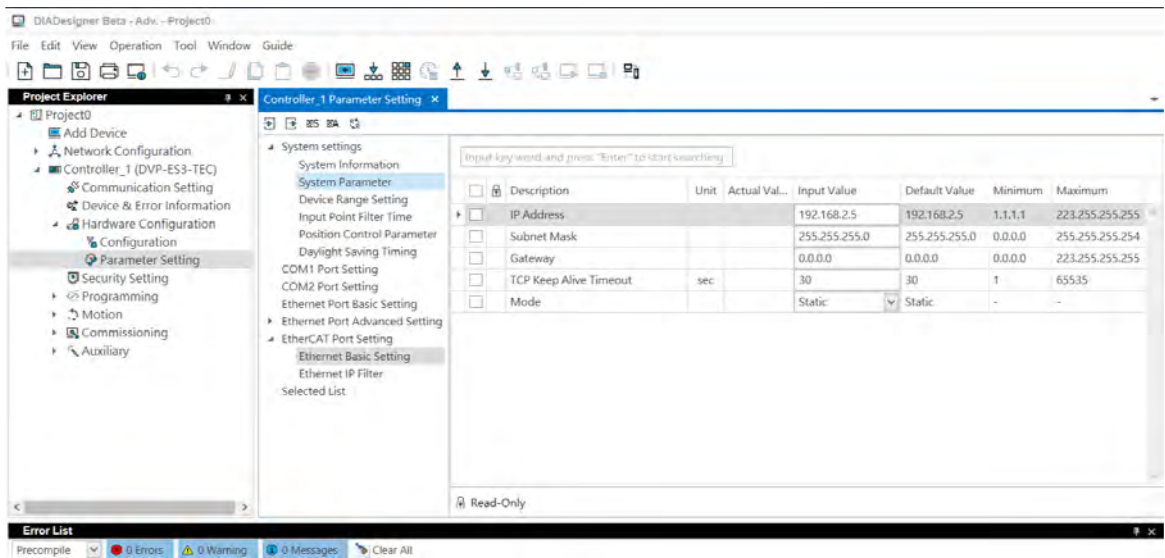 DIADesigner Beta - Adv. - Project0
File Edit View Operation Tool Window Guide
Project Explorer
Project0
Add Device
Network Configuration
Controller_1 (DVP-ES3-TEC)
Communication Setting
Device & Error Information
Hardware Configuration
Configuration
Parameter Setting
Security Setting
Programming
Motion
Commissioning
Auxiliary
Controller_1 Parameter Setting
System settings
System Information
System Parameter
Device Range Setting
Input Point Filter Time
Position Control Parameter
Daylight Saving Timing
COM1 Port Setting
COM2 Port Setting
Ethernet Port Basic Setting
Ethernet Port Advanced Setting
EtherCAT Port Setting
Ethernet Basic Setting
Ethernet IP Filter
Selected List
Input key word and press "Enter" to start searching
Description Unit Actual Val... Input Value Default Value Minimum Maximum
IP Address 192.168.2.5 192.168.2.5 1.1.1.1 223.255.255.255
Subnet Mask 255.255.255.0 255.255.255.0 0.0.0.0 255.255.255.254
Gateway 0.0.0.0 0.0.0.0 0.0.0.0 223.255.255.255
TCP Keep Alive Timeout sec 30 30 1 65535
Mode Static Static - -
Read-Only
Error List
Precompile 0 Errors 0 Warning 0 Messages Clear All